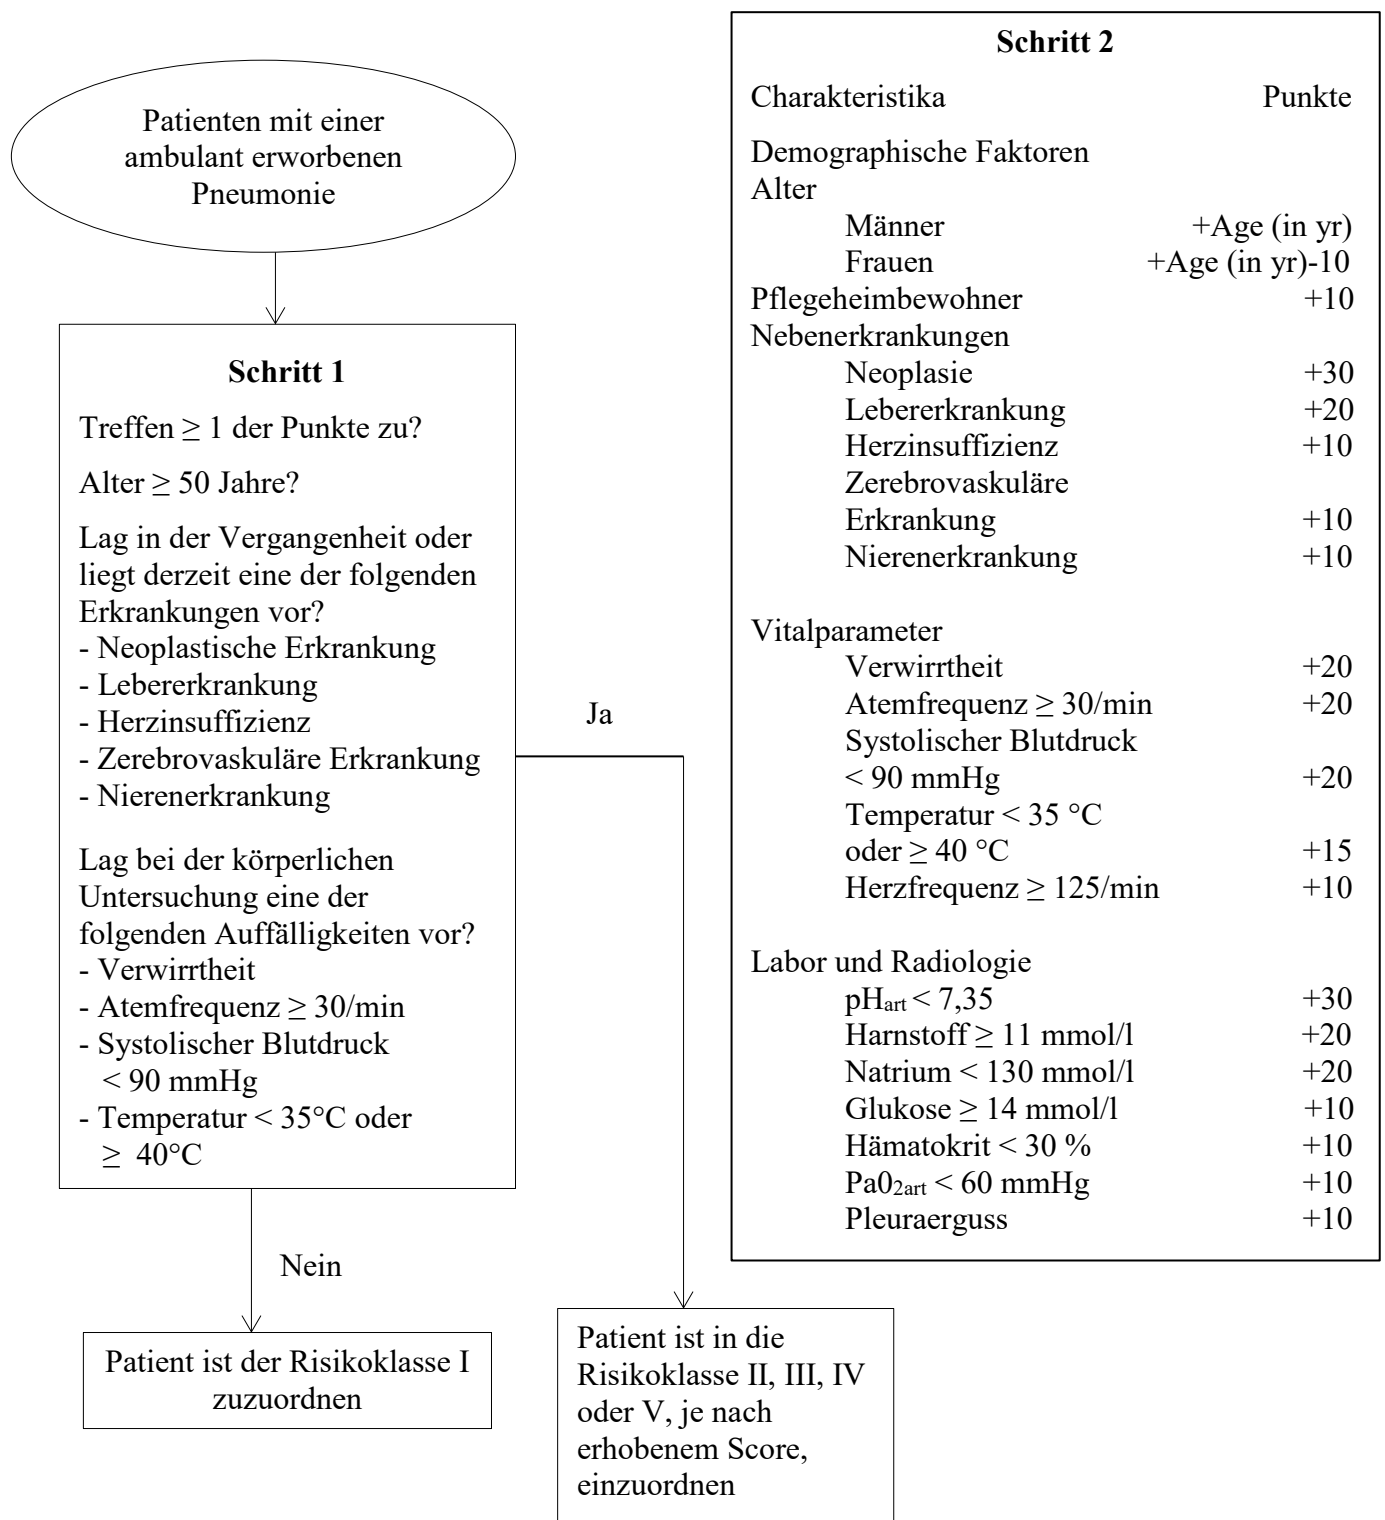 Patienten mit einer
ambulant erworbenen
Pneumonie
Schritt 1
Treffen ≥ 1 der Punkte zu?
Alter ≥ 50 Jahre?
Lag in der Vergangenheit oder
liegt derzeit eine der folgenden
Erkrankungen vor?
- Neoplastische Erkrankung
- Lebererkrankung
- Herzinsuffizienz
- Zerebrovaskuläre Erkrankung
- Nierenerkrankung
Lag bei der körperlichen
Untersuchung eine der
folgenden Auffälligkeiten vor?
- Verwirrtheit
- Atemfrequenz ≥ 30/min
- Systolischer Blutdruck
< 90 mmHg
- Temperatur < 35°C oder
≥ 40°C
Nein
Patient ist der Risikoklasse I
zuzuordnen
Ja
Patient ist in die
Risikoklasse II, III, IV
oder V, je nach
erhobenem Score,
einzuordnen
Schritt 2
Charakteristika Punkte
Demographische Faktoren
Alter
Männer +Age (in yr)
Frauen +Age (in yr)-10
Pflegeheimbewohner +10
Nebenerkrankungen
Neoplasie +30
Lebererkrankung +20
Herzinsuffizienz +10
Zerebrovaskuläre
Erkrankung +10
Nierenerkrankung +10
Vitalparameter
Verwirrtheit +20
Atemfrequenz ≥ 30/min +20
Systolischer Blutdruck
< 90 mmHg +20
Temperatur < 35 °C
oder ≥ 40 °C +15
Herzfrequenz ≥ 125/min +10
Labor und Radiologie
pHart < 7,35 +30
Harnstoff ≥ 11 mmol/l +20
Natrium < 130 mmol/l +20
Glukose ≥ 14 mmol/l +10
Hämatokrit < 30 % +10
Pa02art < 60 mmHg +10
Pleuraerguss +10